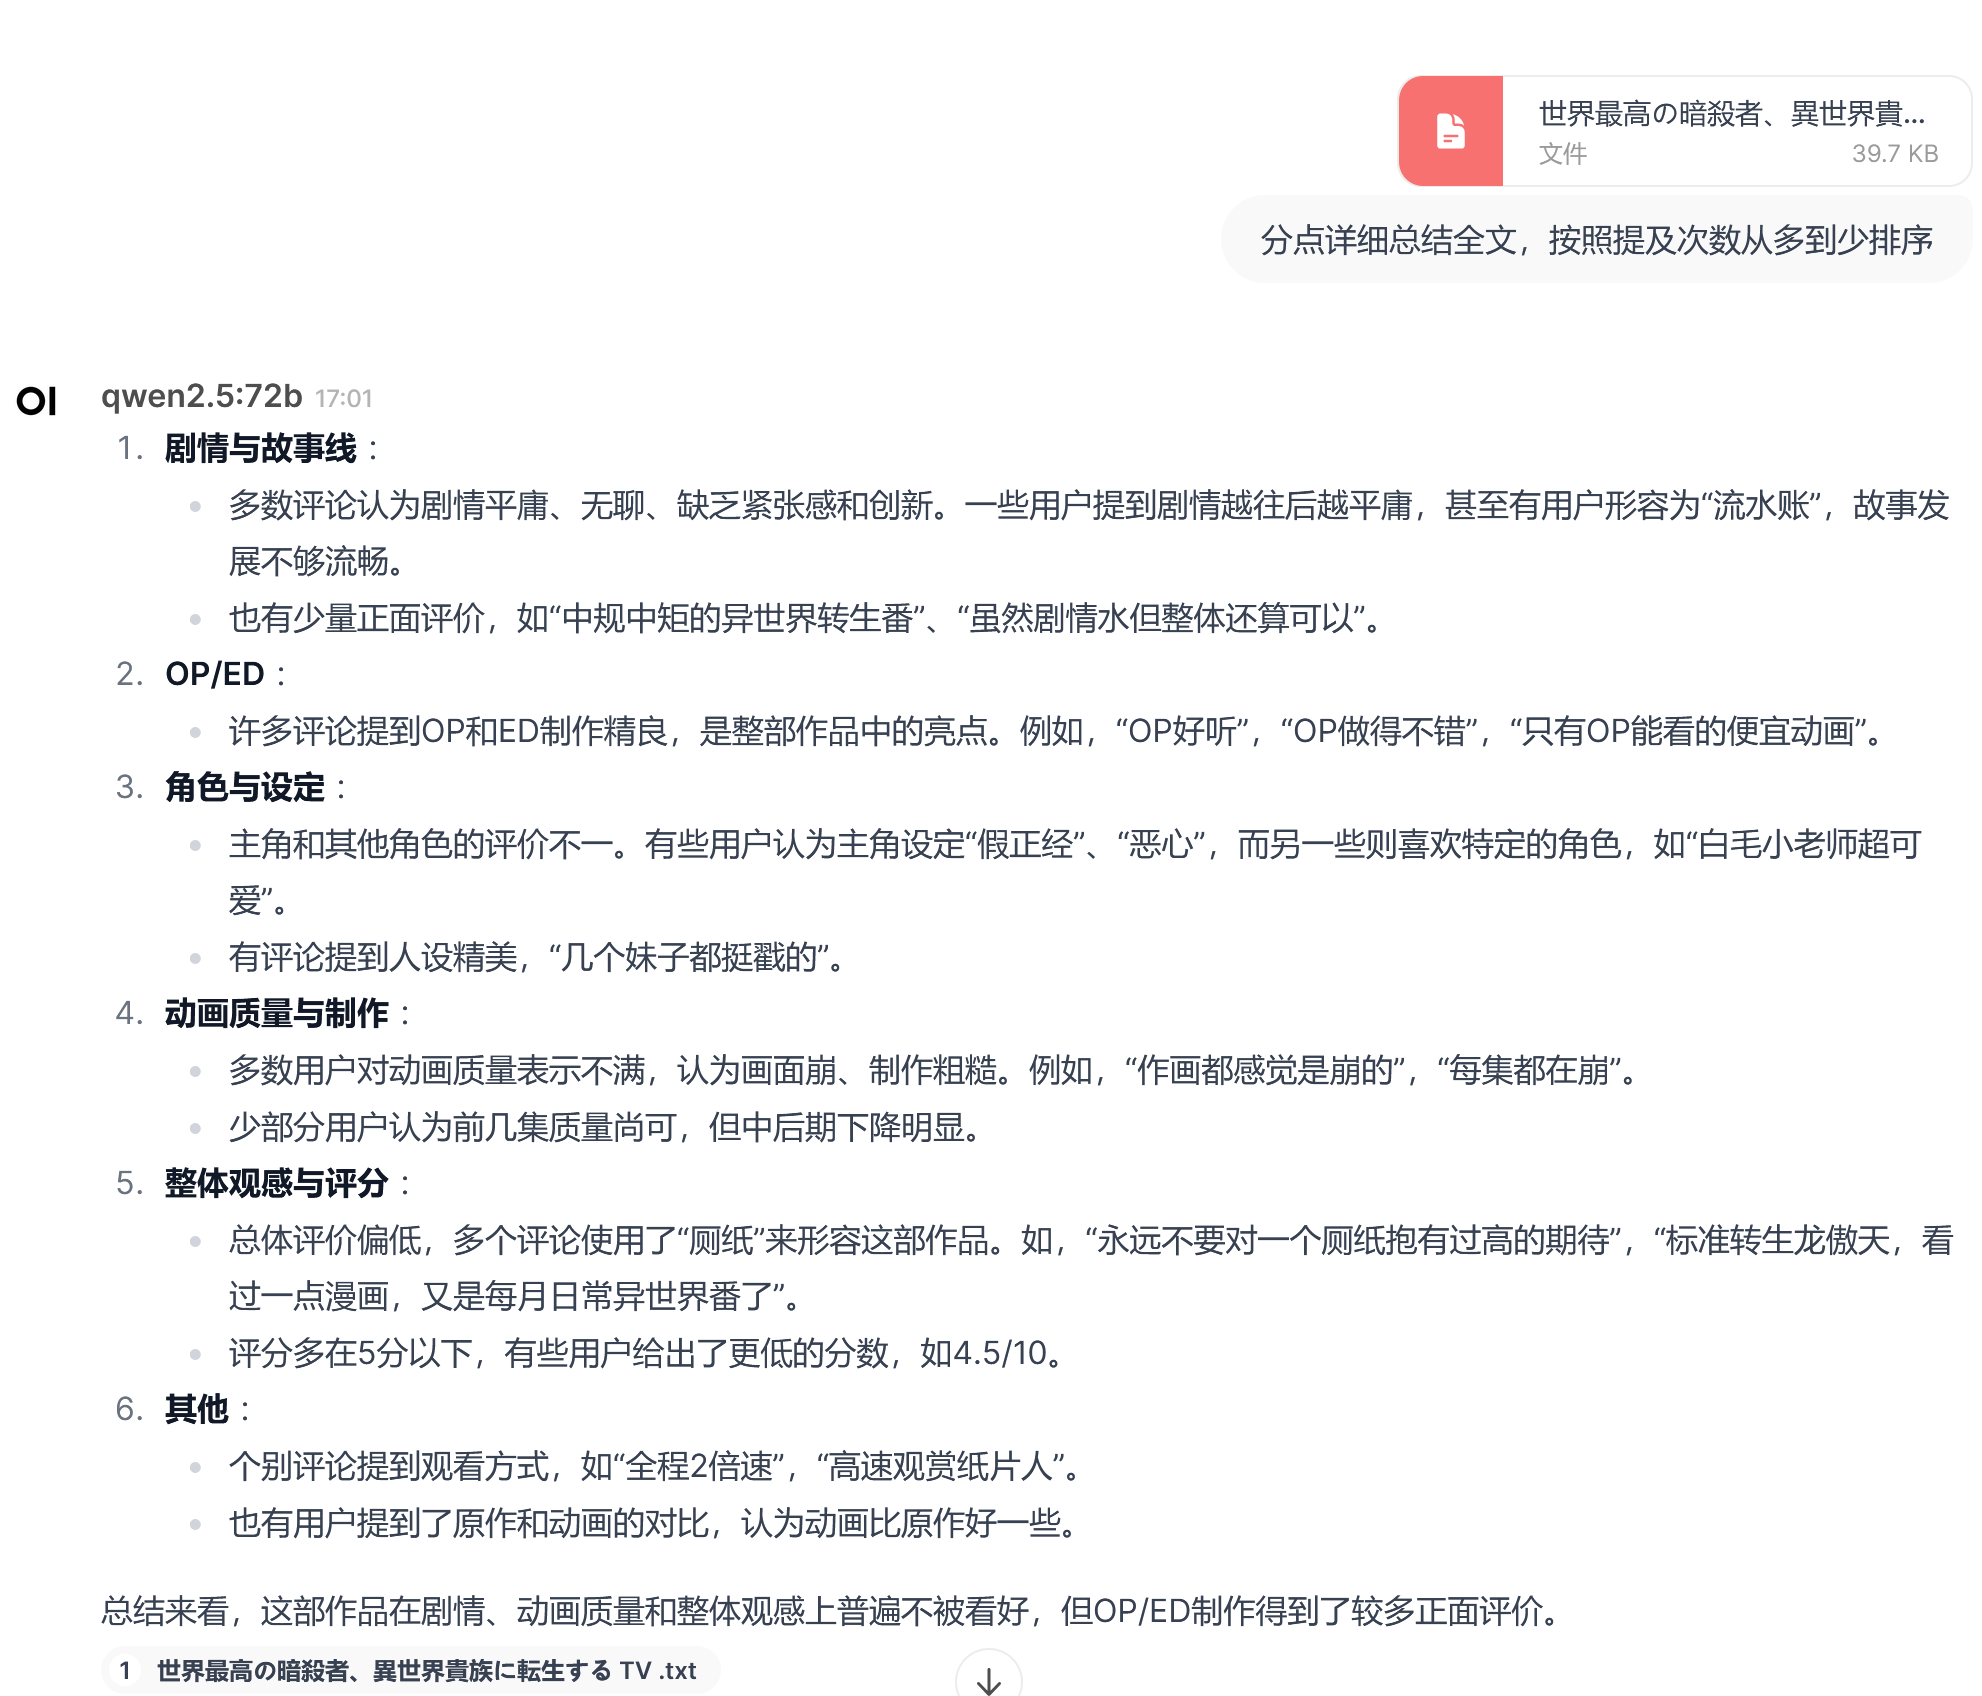 世界最高の暗殺者、異世界貴...
文件 39.7 KB
分点详细总结全文，按照提及次数从多到少排序
OI qwen2.5:72b 17:01
1. 剧情与故事线：
多数评论认为剧情平庸、无聊、缺乏紧张感和创新。一些用户提到剧情越往后越平庸，甚至有用户形容为“流水账”，故事发
展不够流畅。
也有少量正面评价，如“中规中矩的异世界转生番”、“虽然剧情水但整体还算可以”。
2. OP/ED：
许多评论提到OP和ED制作精良，是整部作品中的亮点。例如，“OP好听”，“OP做得不错”，“只有OP能看的便宜动画”。
3. 角色与设定：
主角和其他角色的评价不一。有些用户认为主角设定“假正经”、“恶心”，而另一些则喜欢特定的角色，如“白毛小老师超可
爱”。
有评论提到人设精美，“几个妹子都挺戳的”。
4. 动画质量与制作：
多数用户对动画质量表示不满，认为画面崩、制作粗糙。例如，“作画都感觉是崩的”，“每集都在崩”。
少部分用户认为前几集质量尚可，但中后期下降明显。
5. 整体观感与评分：
总体评价偏低，多个评论使用了“厕纸”来形容这部作品。如，“永远不要对一个厕纸抱有过高的期待”，“标准转生龙傲天，看
过一点漫画，又是每月日常异世界番了”。
评分多在5分以下，有些用户给出了更低的分数，如4.5/10。
6. 其他：
个别评论提到观看方式，如“全程2倍速”，“高速观赏纸片人”。
也有用户提到了原作和动画的对比，认为动画比原作好一些。
总结来看，这部作品在剧情、动画质量和整体观感上普遍不被看好，但OP/ED制作得到了较多正面评价。
1 世界最高の暗殺者、異世界貴族に転生する TV .txt